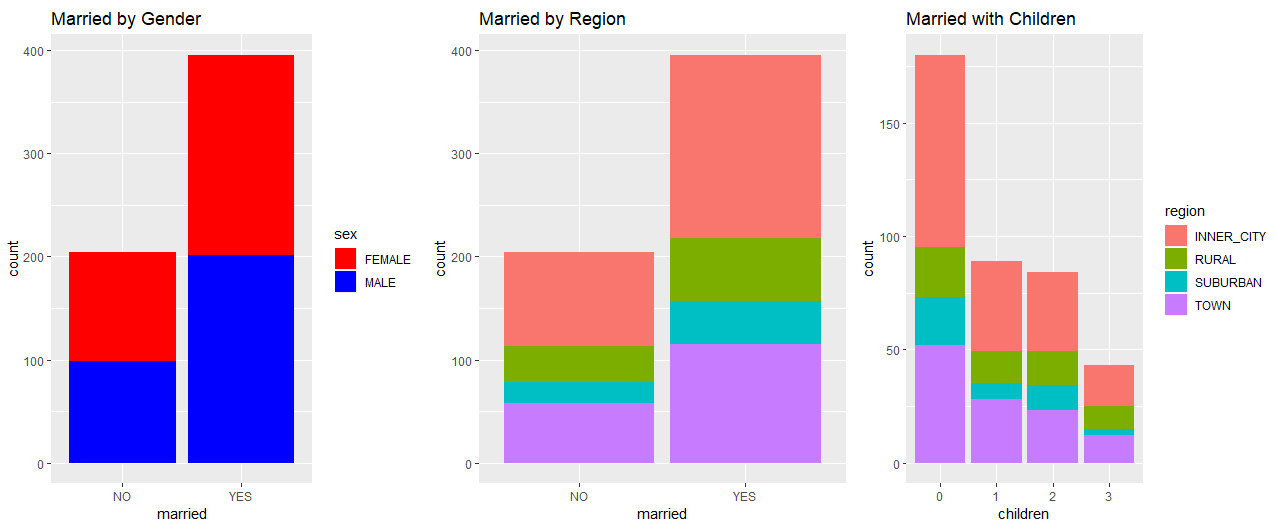 Married by Gender
400
300
200
100
0
count
NO YES
married
sex
FEMALE
MALE
Married by Region
400
300
200
100
0
count
NO YES
married
Married with Children
150
100
50
0
count
0 1 2 3
children
region
INNER_CITY
RURAL
SUBURBAN
TOWN